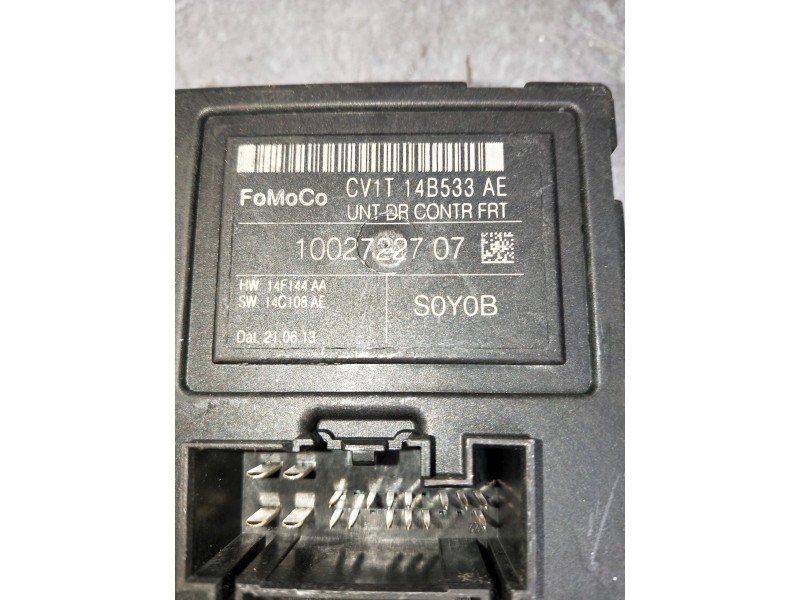 FoMoCo CV1T 14B533 AE
UNT DR CONTR FRT
10027227 07
HW: 14F144 AA
SW: 14C108 AE
S0Y0B
Dat. 21.06.13